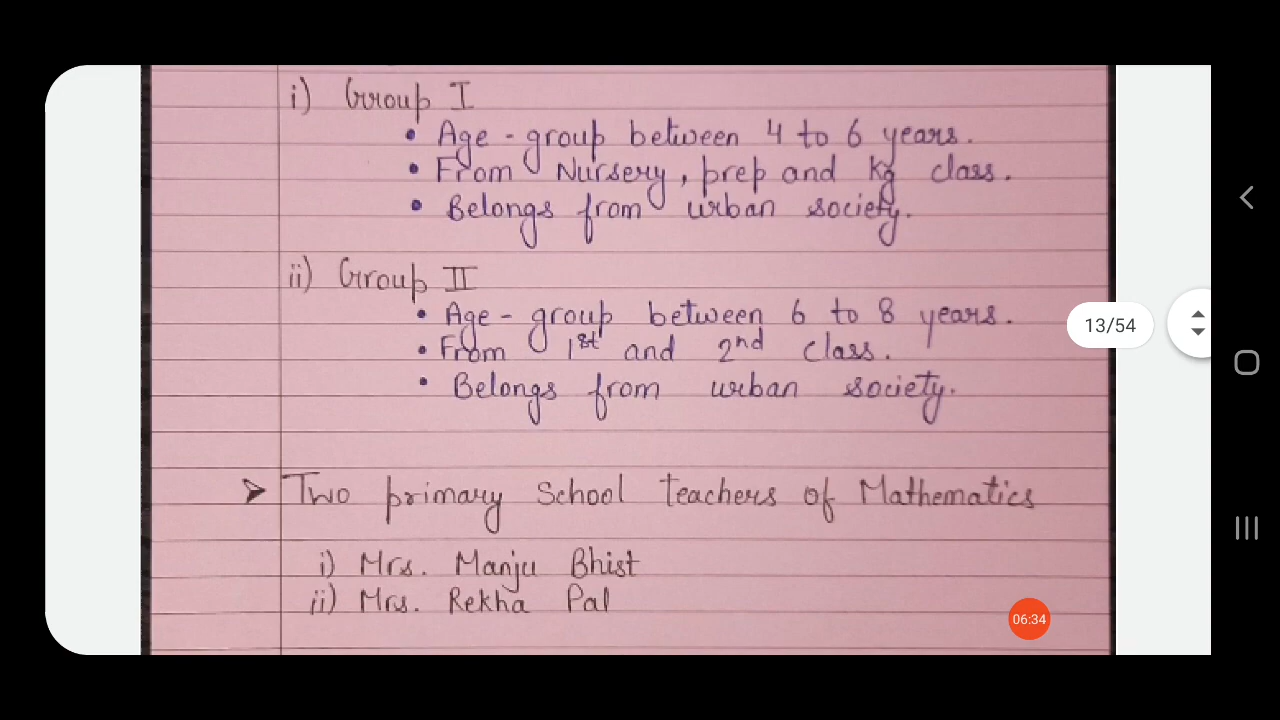 i) Group I
• Age - group between 4 to 6 years.
• From Nursery, prep and Kg class.
• Belongs from urban society.
ii) Group II
• Age - group between 6 to 8 years.
• From 1st and 2nd class.
• Belongs from urban society.
13/54
➤ Two primary School teachers of Mathematics
i) Mrs. Manju Bhist
ii) Mrs. Rekha Pal
06:34